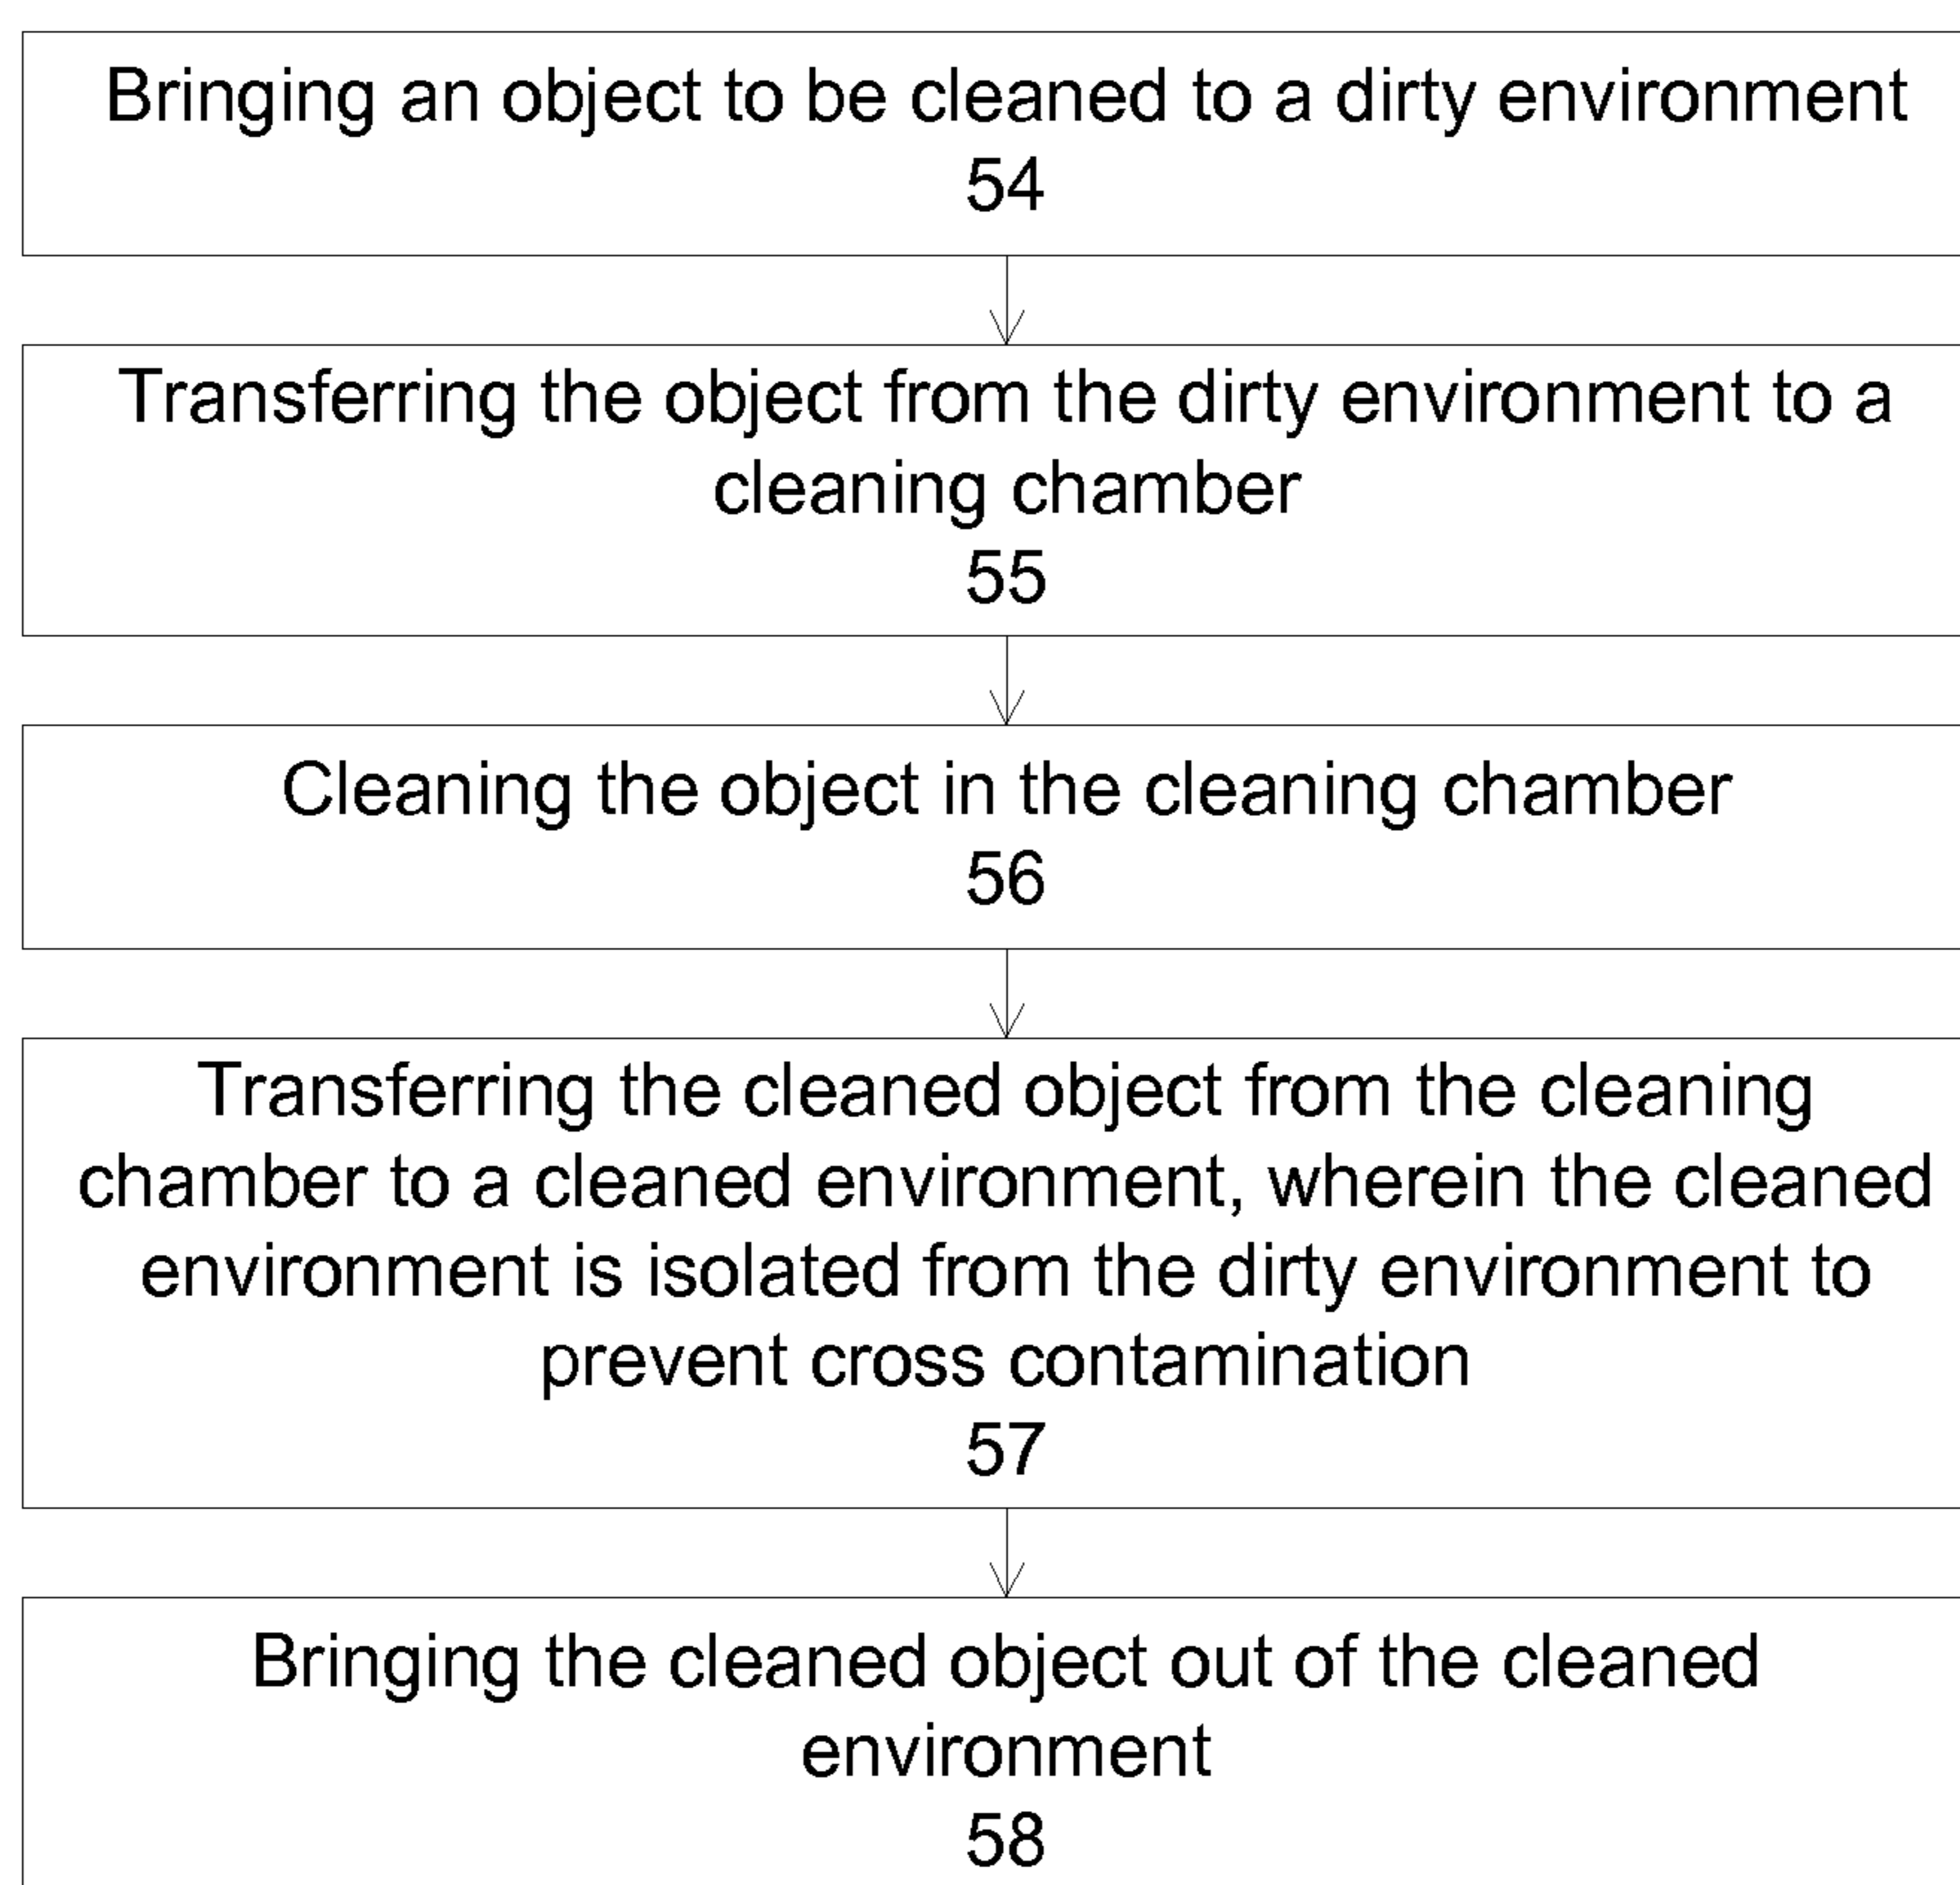 Bringing an object to be cleaned to a dirty environment
54
Transferring the object from the dirty environment to a
cleaning chamber
55
Cleaning the object in the cleaning chamber
56
Transferring the cleaned object from the cleaning
chamber to a cleaned environment, wherein the cleaned
environment is isolated from the dirty environment to
prevent cross contamination
57
Bringing the cleaned object out of the cleaned
environment
58